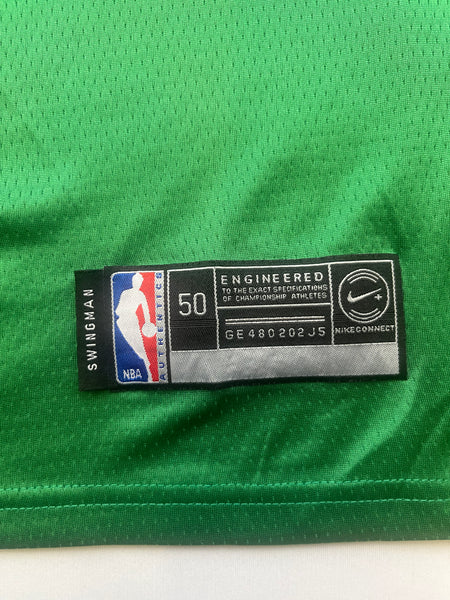 SWINGMAN
NBA
AUTHENTICS
50
ENGINEERED
TO THE EXACT SPECIFICATIONS
OF CHAMPIONSHIP ATHLETES
GE480202J5
NIKECONNECT